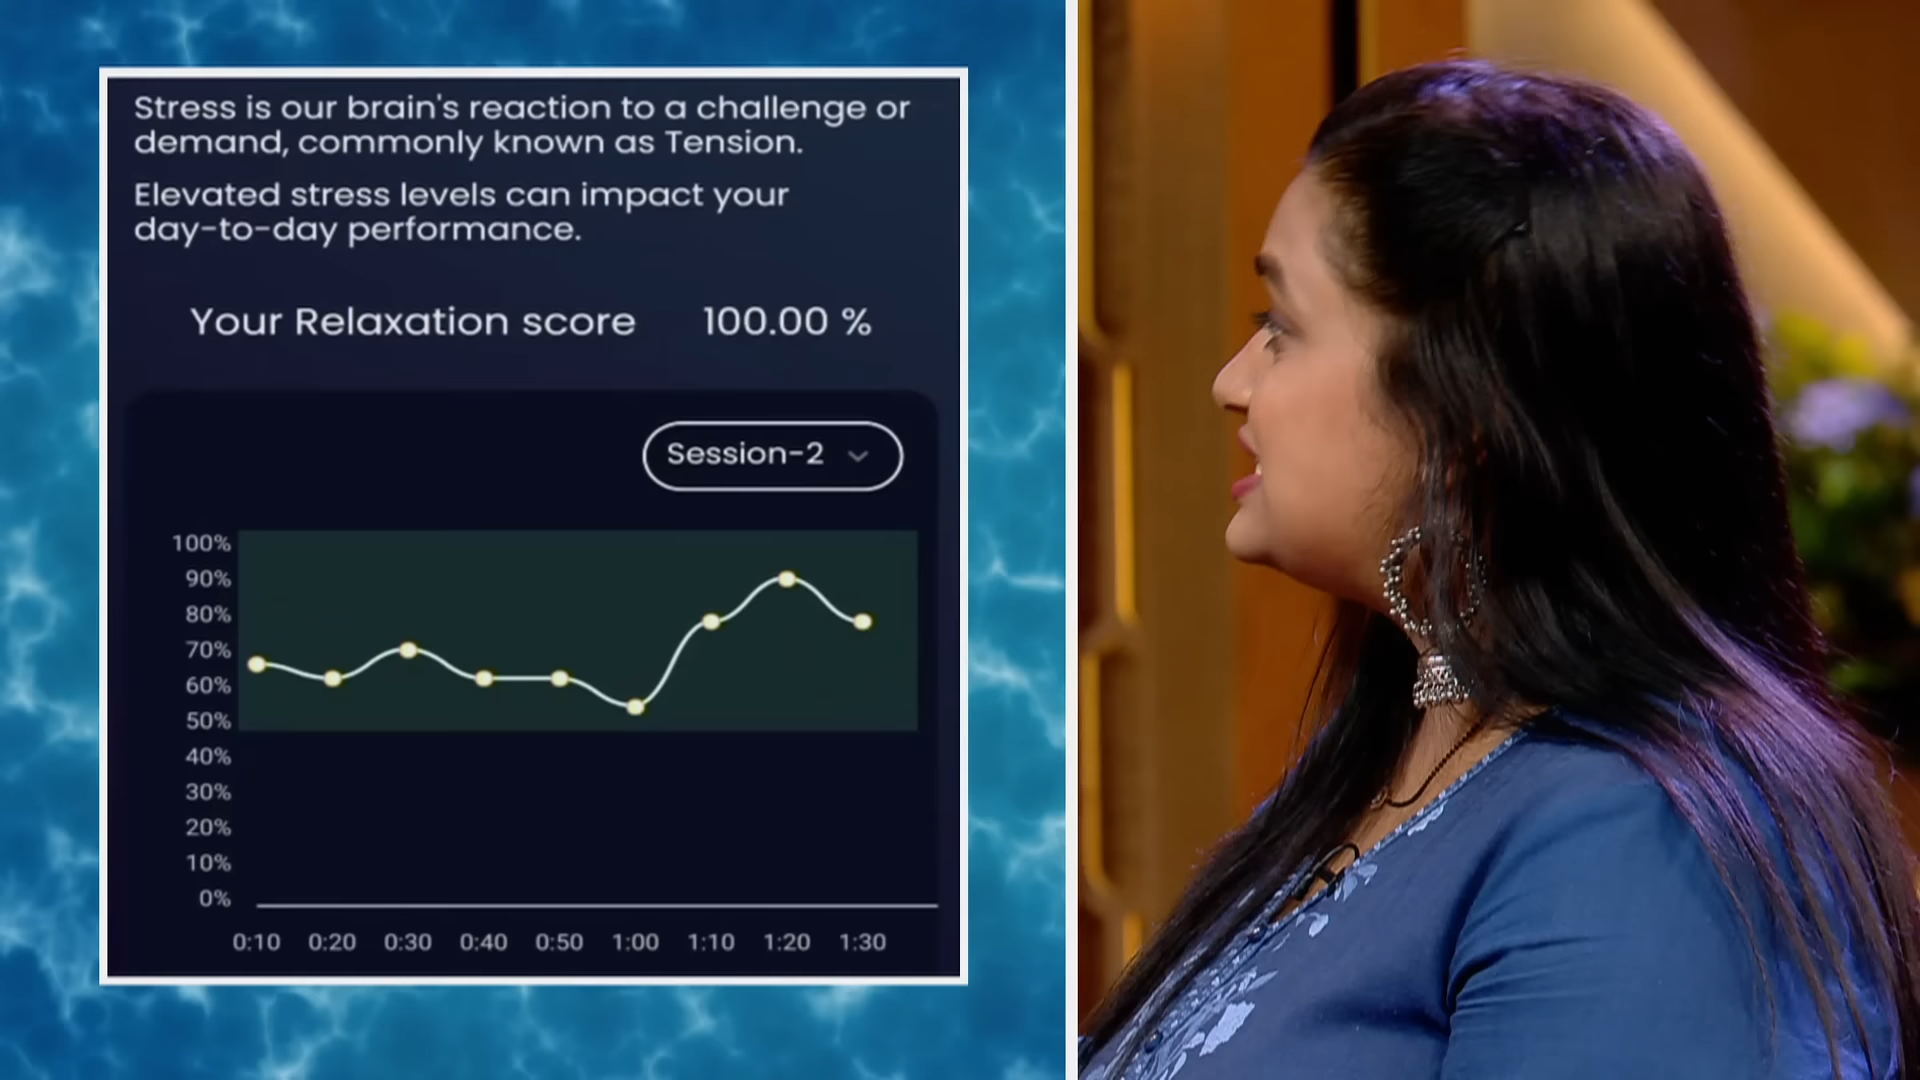 Stress is our brain's reaction to a challenge or
demand, commonly known as Tension.
Elevated stress levels can impact your
day-to-day performance.
Your Relaxation score 100.00 %
Session-2
100%
90%
80%
70%
60%
50%
40%
30%
20%
10%
0%
0:10 0:20 0:30 0:40 0:50 1:00 1:10 1:20 1:30